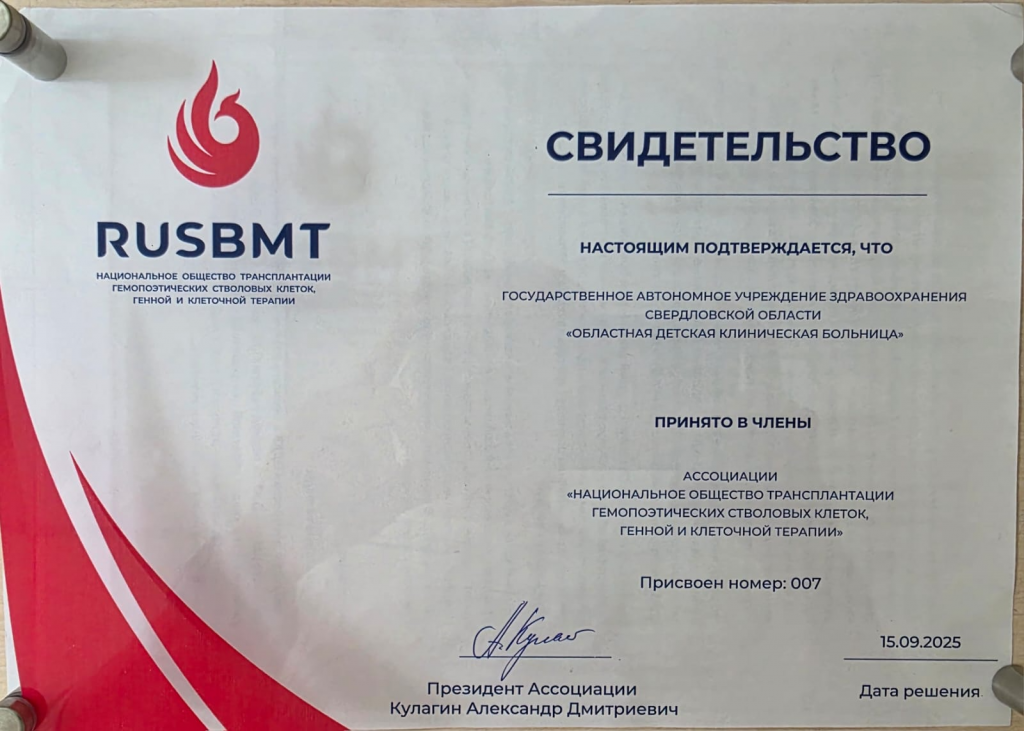 RUSBMT
НАЦИОНАЛЬНОЕ ОБЩЕСТВО ТРАНСПЛАНТАЦИИ
ГЕМОПОЭТИЧЕСКИХ СТВОЛОВЫХ КЛЕТОК,
ГЕННОЙ И КЛЕТОЧНОЙ ТЕРАПИИ
СВИДЕТЕЛЬСТВО
НАСТОЯЩИМ ПОДТВЕРЖДАЕТСЯ, ЧТО
ГОСУДАРСТВЕННОЕ АВТОНОМНОЕ УЧРЕЖДЕНИЕ ЗДРАВООХРАНЕНИЯ
СВЕРДЛОВСКОЙ ОБЛАСТИ
«ОБЛАСТНАЯ ДЕТСКАЯ КЛИНИЧЕСКАЯ БОЛЬНИЦА»
ПРИНЯТО В ЧЛЕНЫ
АССОЦИАЦИИ
«НАЦИОНАЛЬНОЕ ОБЩЕСТВО ТРАНСПЛАНТАЦИИ
ГЕМОПОЭТИЧЕСКИХ СТВОЛОВЫХ КЛЕТОК,
ГЕННОЙ И КЛЕТОЧНОЙ ТЕРАПИИ»
Присвоен номер: 007
Президент Ассоциации
Кулагин Александр Дмитриевич
15.09.2025
Дата решения